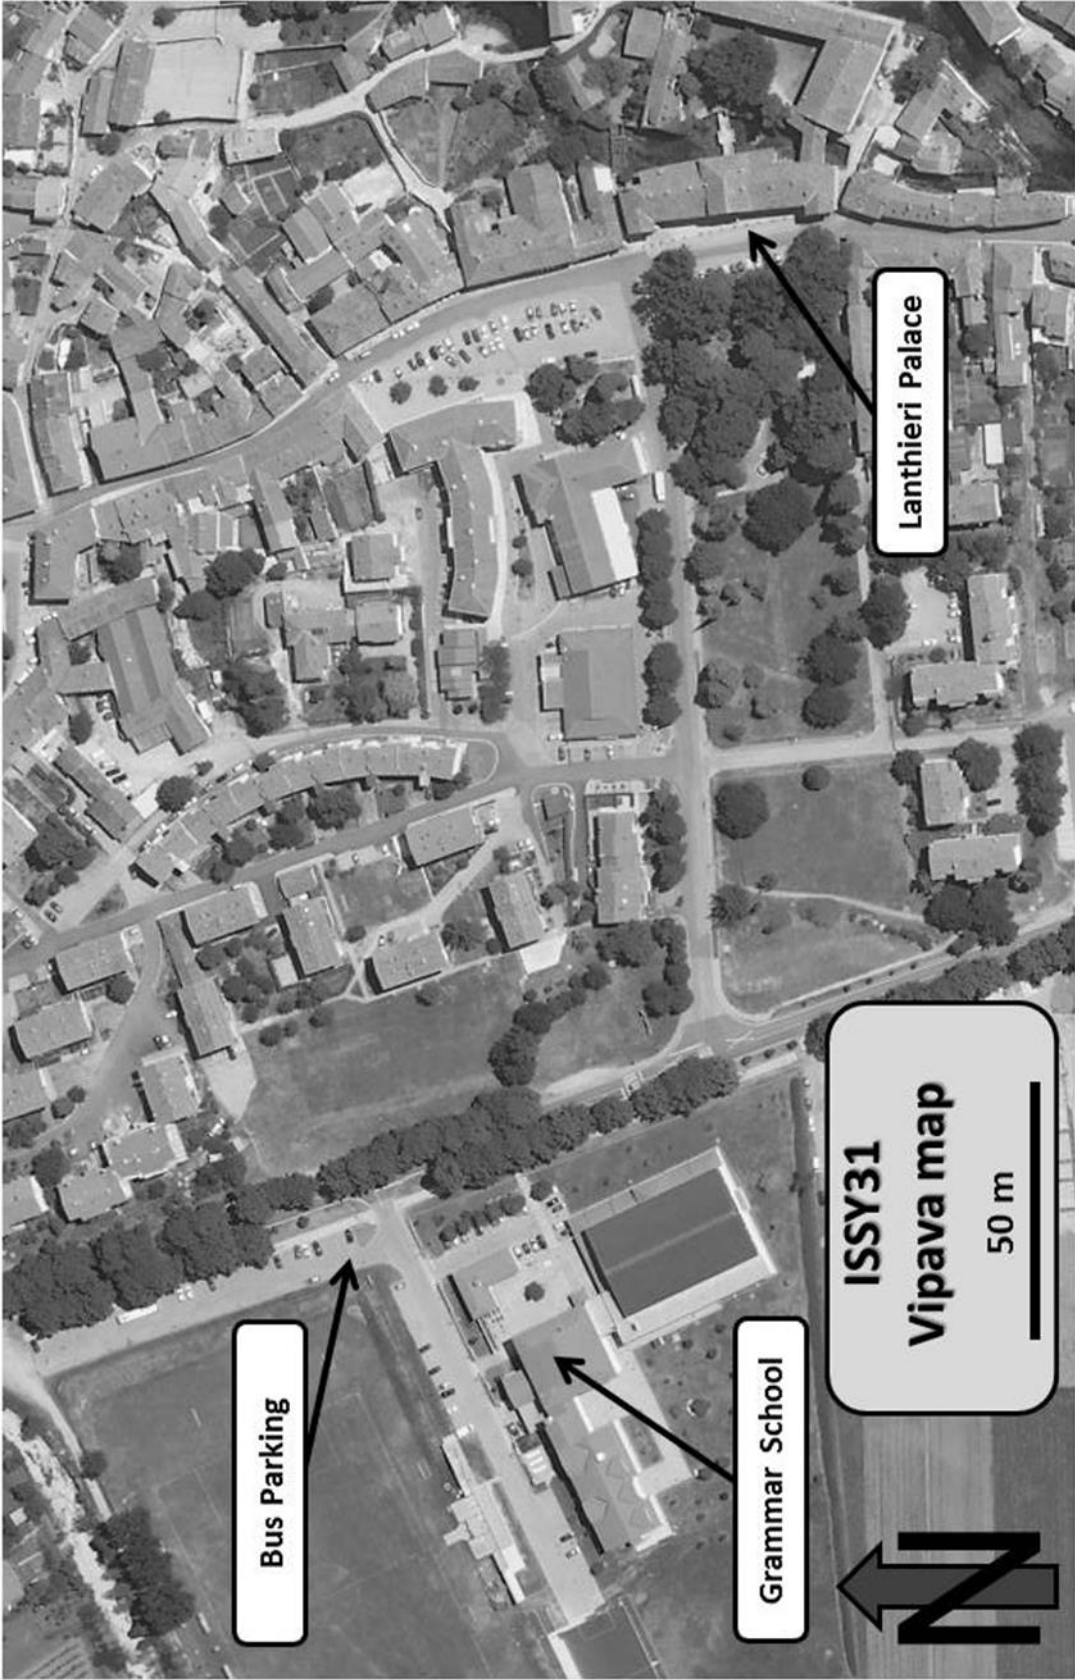 Lanthieri Palace
Bus Parking
Grammar School
ISSY31
Vipava map
50 m
N